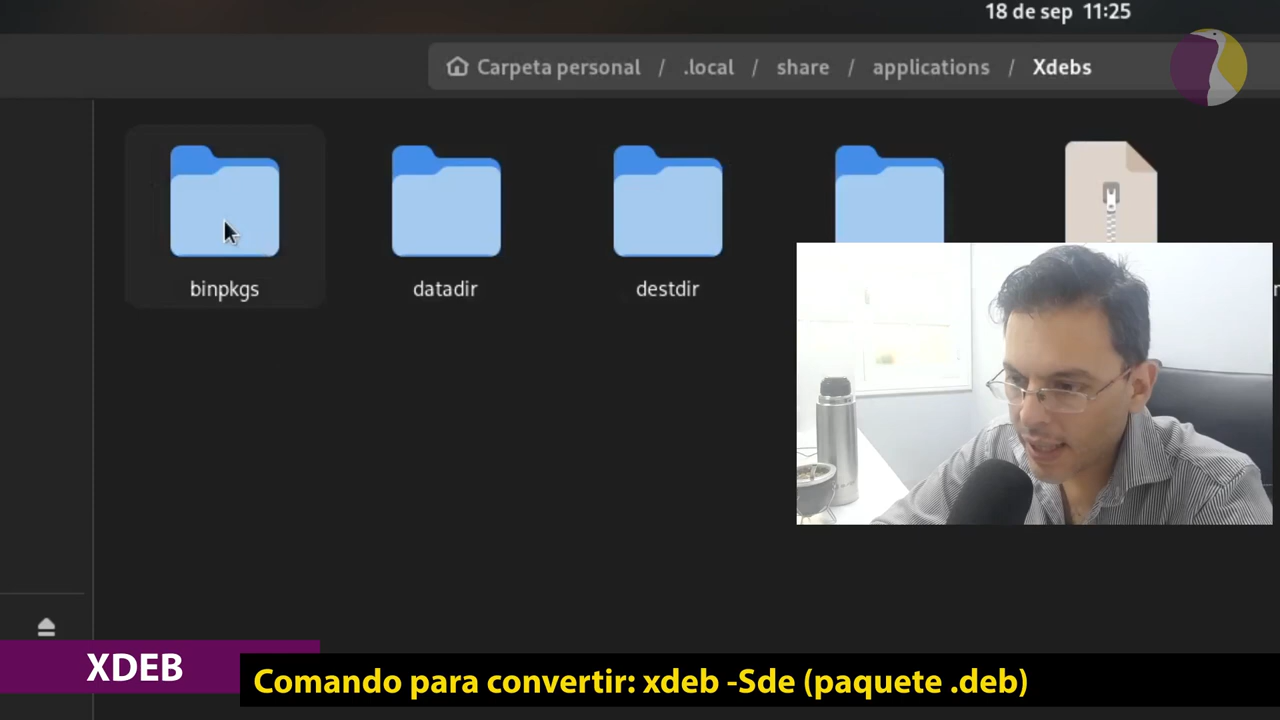 18 de sep 11:25
Carpeta personal / .local / share / applications / Xdebs
binpkgs
datadir
destdir
XDEB
Comando para convertir: xdeb -Sde (paquete .deb)